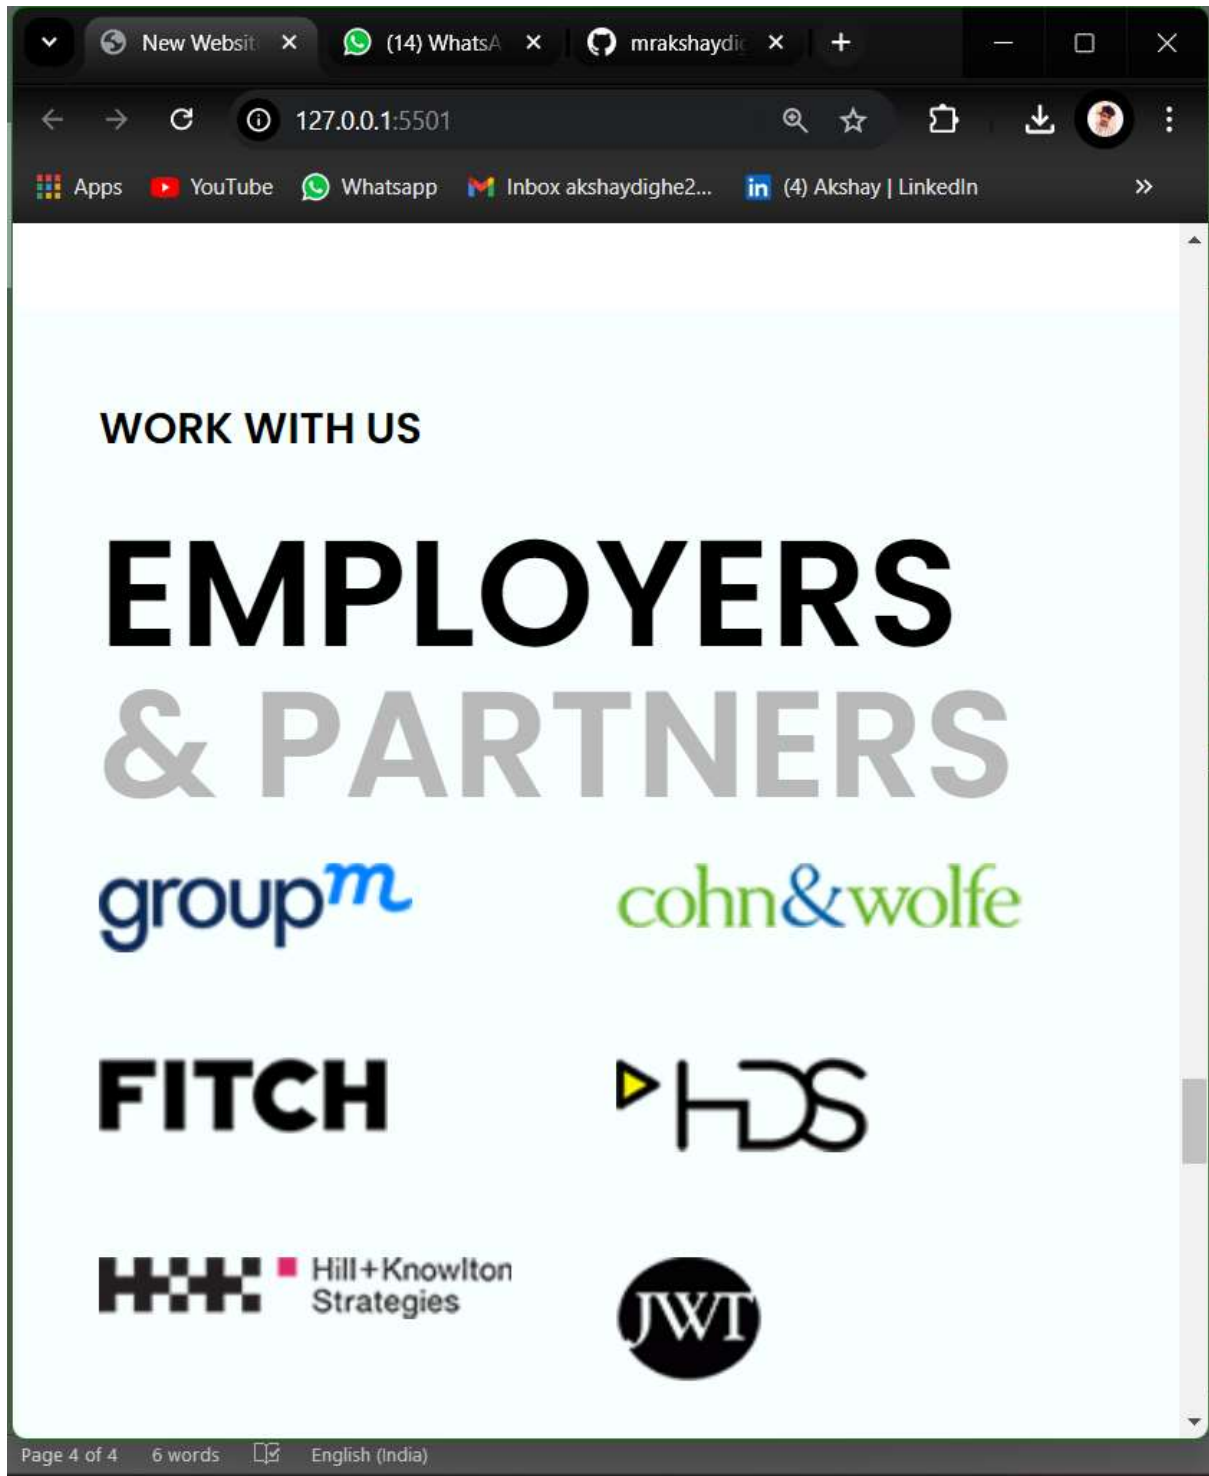 New Websit
(14) WhatsA
mrakshaydig
127.0.0.1:5501
Apps
YouTube
Whatsapp
Inbox akshaydighe2...
(4) Akshay | LinkedIn
WORK WITH US
EMPLOYERS
& PARTNERS
groupm
cohn&wolfe
FITCH
HDS
H+K
Hill+Knowlton
Strategies
JWT
Page 4 of 4
6 words
English (India)